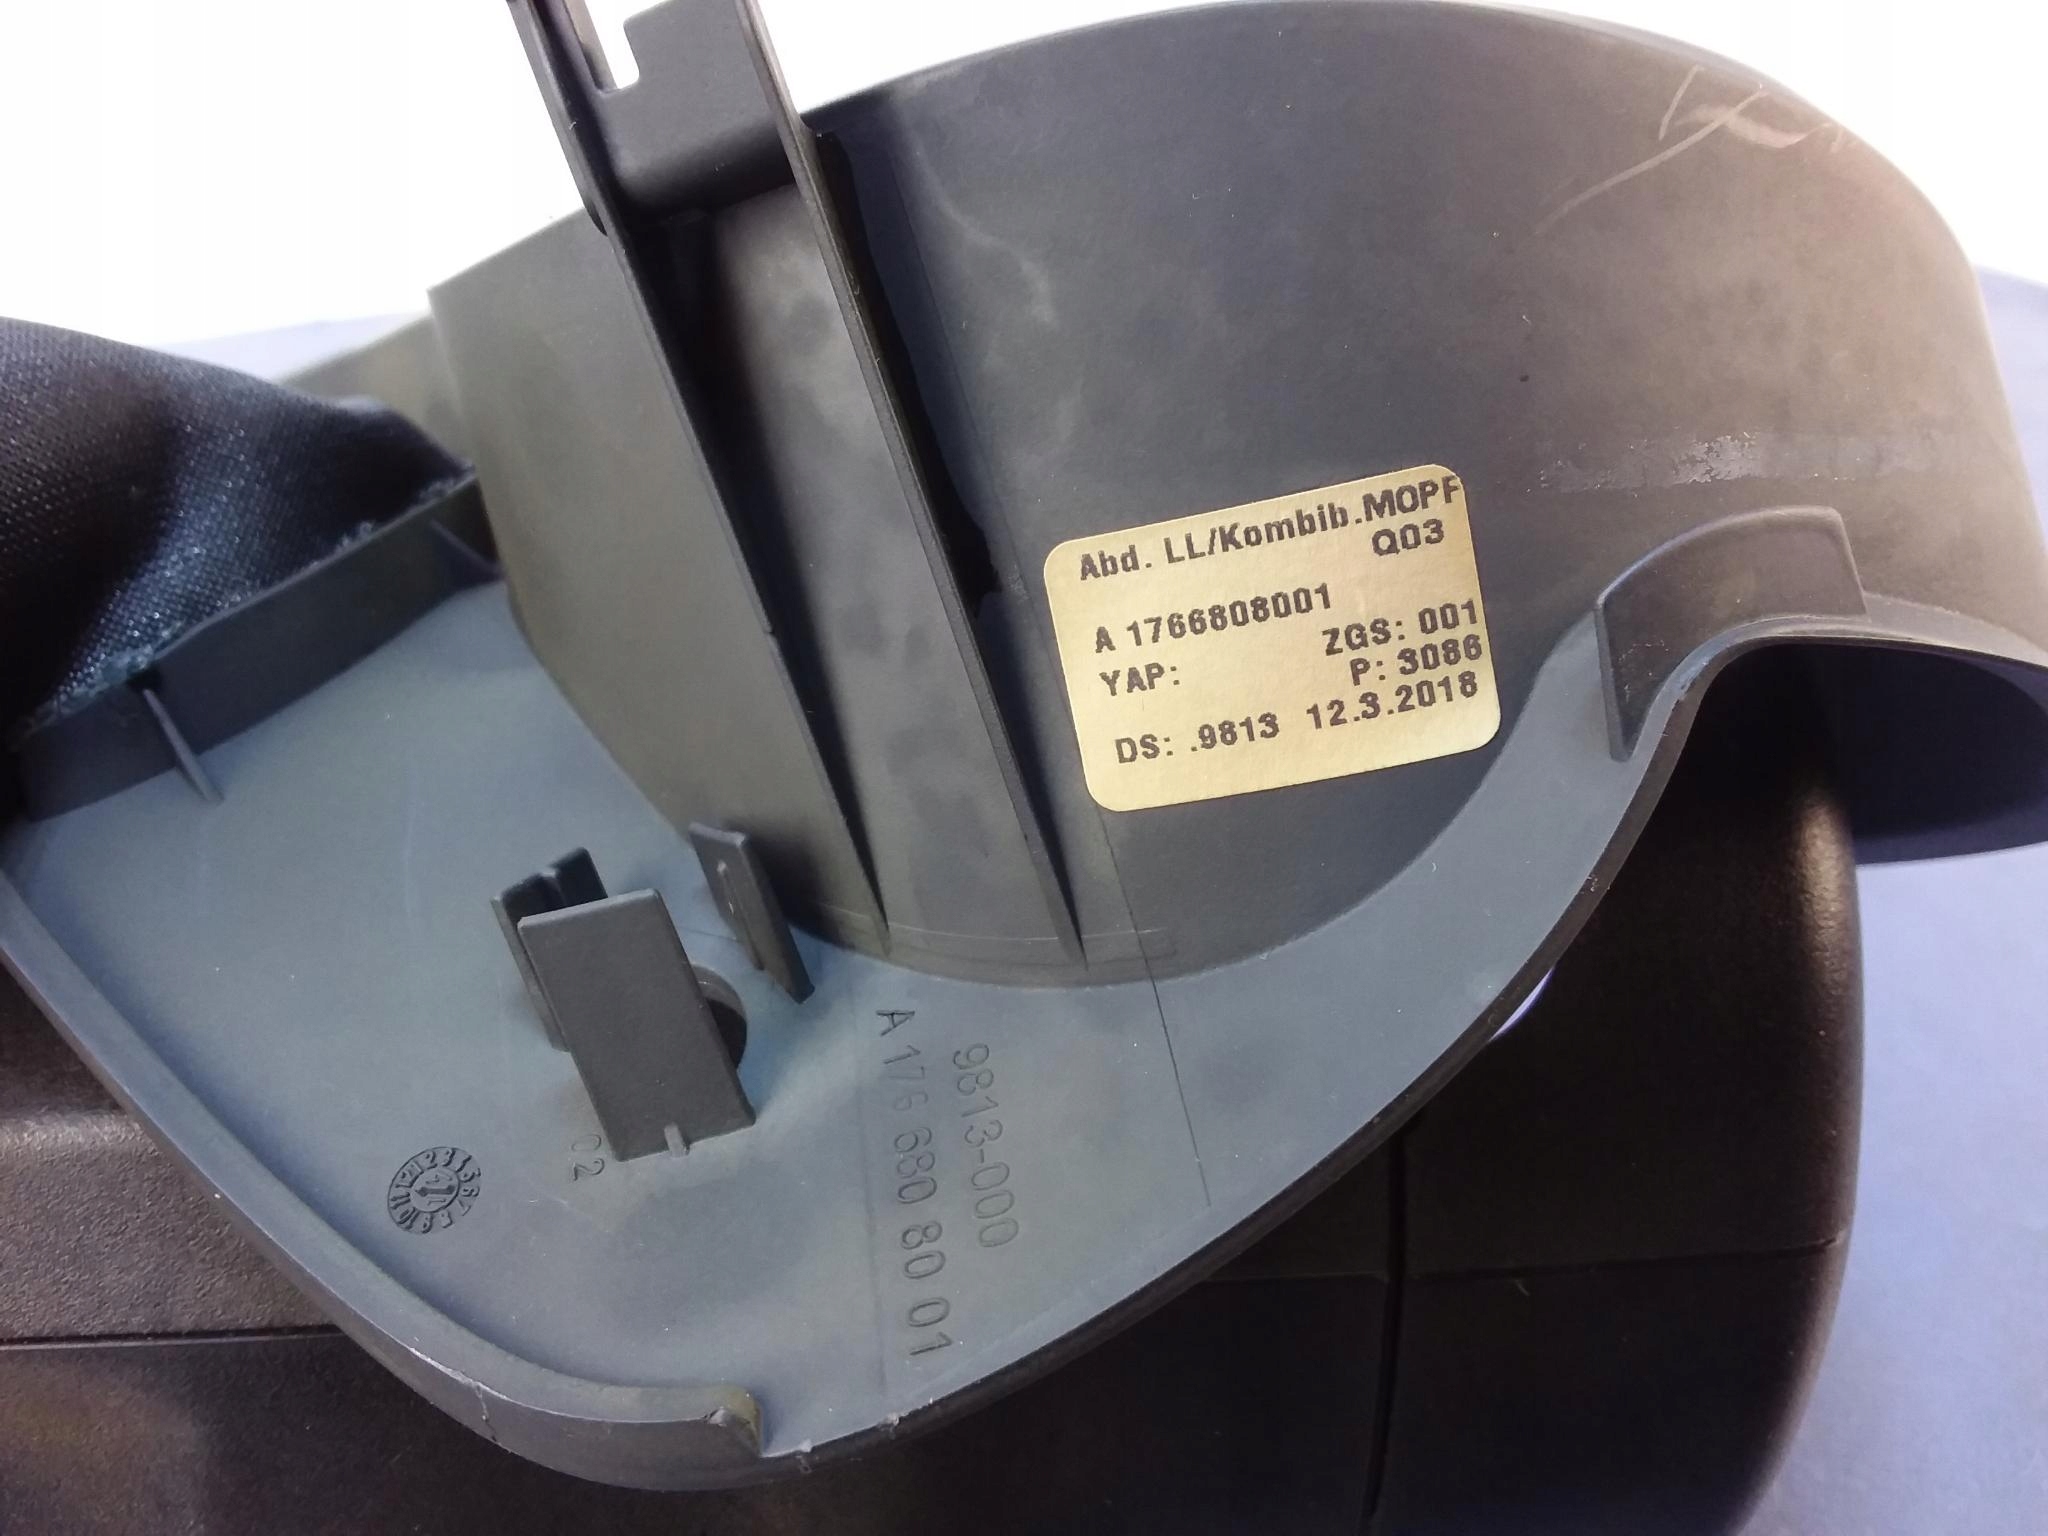 Abd. LL/Kombib.MOPF
Q03
A 1766808001
ZGS: 001
YAP:
P: 3086
DS: .9813 12.3.2018
9813-000
A 176 680 80 01
02